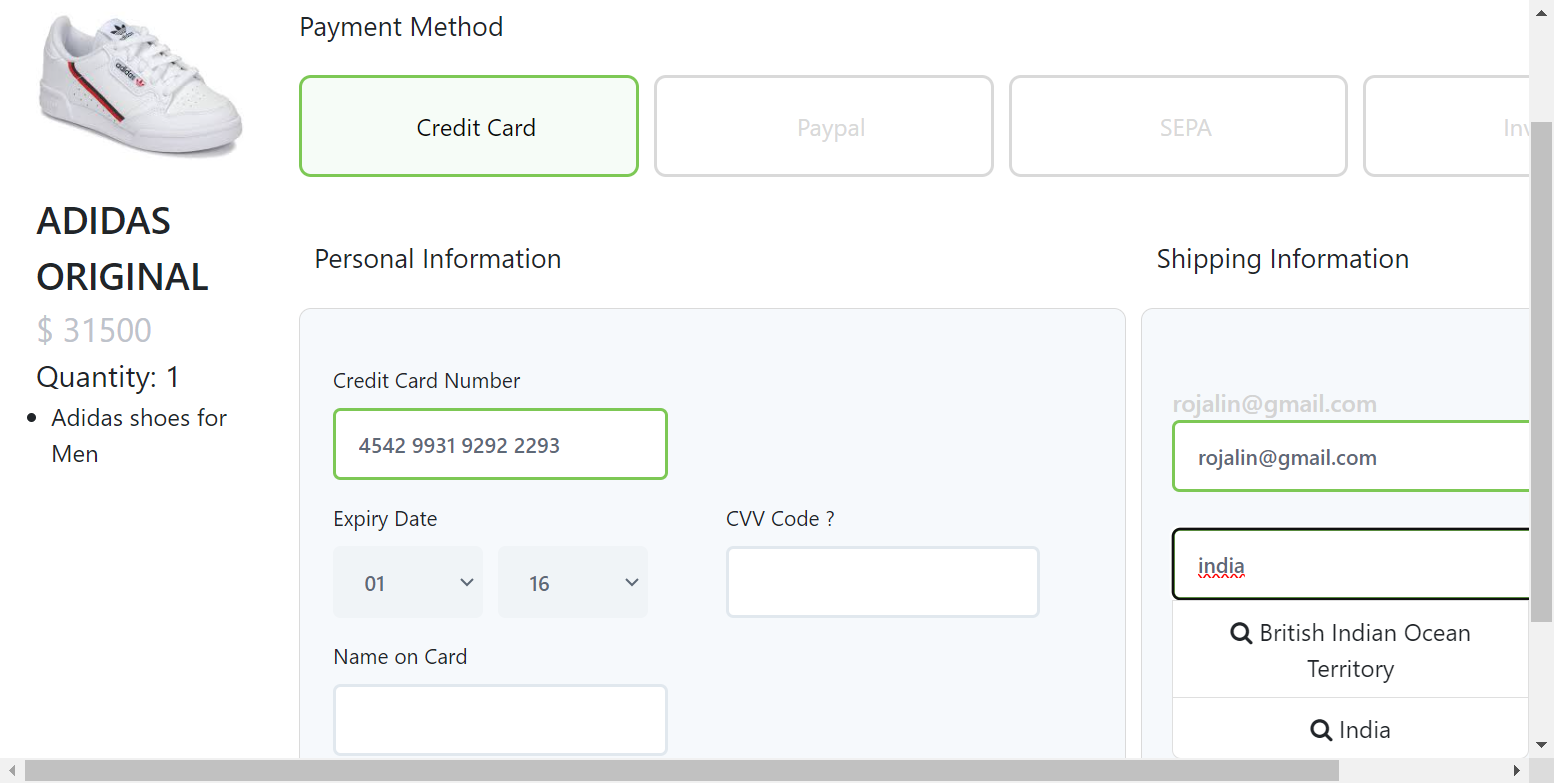 adidas
Payment Method
Credit Card
Paypal
SEPA
ADIDAS
ORIGINAL
$ 31500
Quantity: 1
Adidas shoes for
Men
Personal Information
Credit Card Number
4542 9931 9292 2293
Expiry Date
CVV Code ?
01
16
Name on Card
Shipping Information
rojalin@gmail.com
rojalin@gmail.com
india
British Indian Ocean
Territory
India